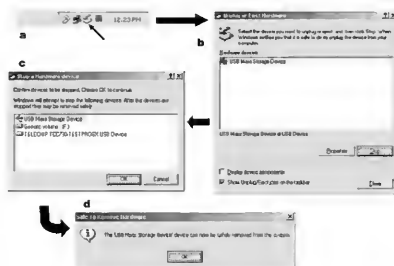 12:23 PM
a
Unplug or Eject Hardware
b
Select the device you want to unplug or eject, and then click Stop. When
Windows notifies you that it is safe to do so unplug the device from your
computer.
Hardware devices:
USB Mass Storage Device
USB Mass Storage Device at USB Device
Properties
Stop
Display device components
Show Unplug/Eject icon on the taskbar
Close
c
Stop a Hardware device
Confirm devices to be stopped. Choose OK to continue.
Windows will attempt to stop the following devices. After the devices are
stopped they may be removed safely.
USB Mass Storage Device
Generic volume (F:)
USB Device
OK
Cancel
d
Safe to Remove Hardware
The 'USB Mass Storage Device' device can now be safely removed from the system.
OK